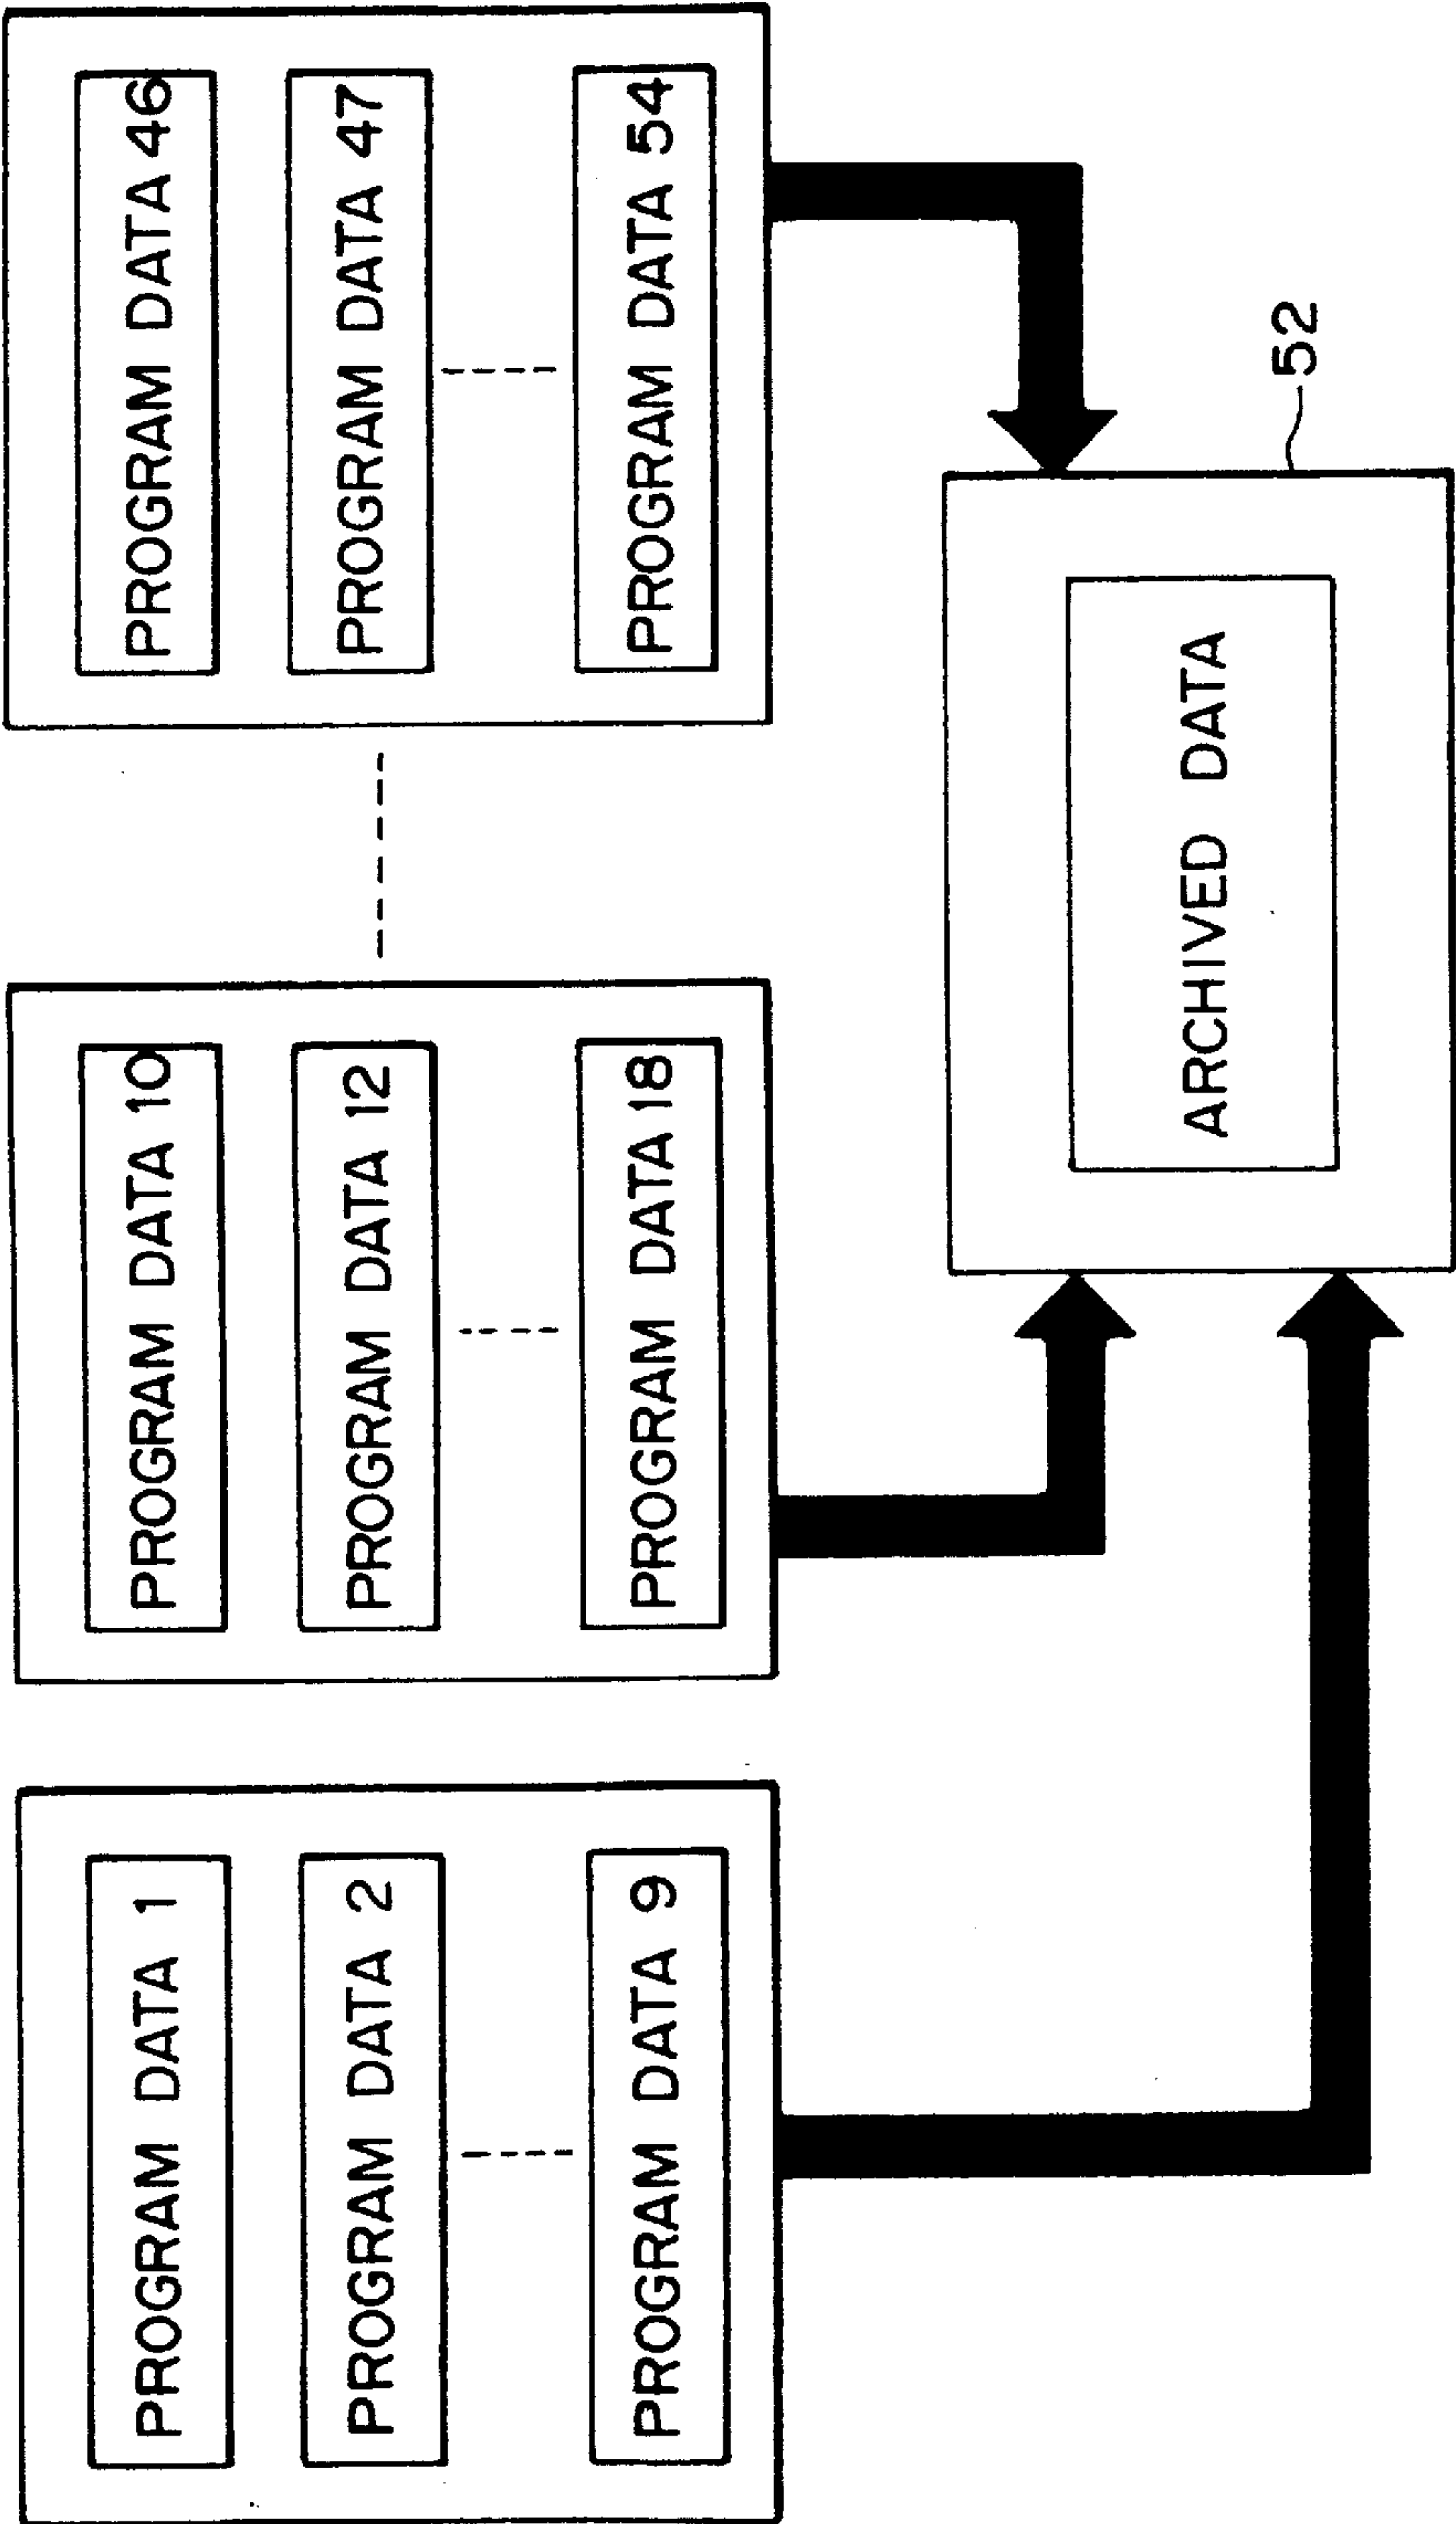 PROGRAM DATA 1
PROGRAM DATA 2
PROGRAM DATA 9
PROGRAM DATA 10
PROGRAM DATA 12
PROGRAM DATA 18
PROGRAM DATA 46
PROGRAM DATA 47
PROGRAM DATA 54
ARCHIVED DATA
52